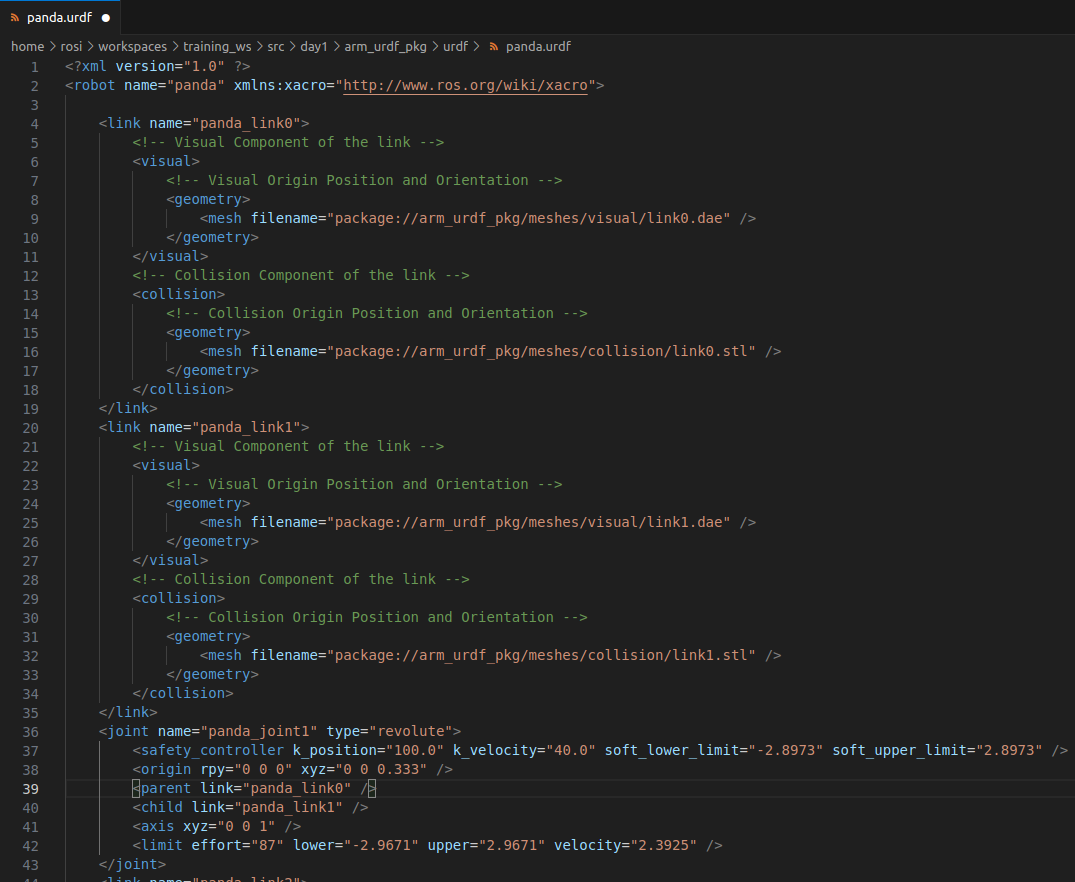 panda.urdf
home > rosi > workspaces > training_ws > src > day1 > arm_urdf_pkg > urdf > panda.urdf
1 <?xml version="1.0" ?>
2 <robot name="panda" xmlns:xacro="http://www.ros.org/wiki/xacro">
3
4 <link name="panda_link0">
5 <!-- Visual Component of the link -->
6 <visual>
7 <!-- Visual Origin Position and Orientation -->
8 <geometry>
9 <mesh filename="package://arm_urdf_pkg/meshes/visual/link0.dae" />
10 </geometry>
11 </visual>
12 <!-- Collision Component of the link -->
13 <collision>
14 <!-- Collision Origin Position and Orientation -->
15 <geometry>
16 <mesh filename="package://arm_urdf_pkg/meshes/collision/link0.stl" />
17 </geometry>
18 </collision>
19 </link>
20 <link name="panda_link1">
21 <!-- Visual Component of the link -->
22 <visual>
23 <!-- Visual Origin Position and Orientation -->
24 <geometry>
25 <mesh filename="package://arm_urdf_pkg/meshes/visual/link1.dae" />
26 </geometry>
27 </visual>
28 <!-- Collision Component of the link -->
29 <collision>
30 <!-- Collision Origin Position and Orientation -->
31 <geometry>
32 <mesh filename="package://arm_urdf_pkg/meshes/collision/link1.stl" />
33 </geometry>
34 </collision>
35 </link>
36 <joint name="panda_joint1" type="revolute">
37 <safety_controller k_position="100.0" k_velocity="40.0" soft_lower_limit="-2.8973" soft_upper_limit="2.8973" />
38 <origin rpy="0 0 0" xyz="0 0 0.333" />
39 <parent link="panda_link0" />
40 <child link="panda_link1" />
41 <axis xyz="0 0 1" />
42 <limit effort="87" lower="-2.9671" upper="2.9671" velocity="2.3925" />
43 </joint>
44 <link name="panda_link2">